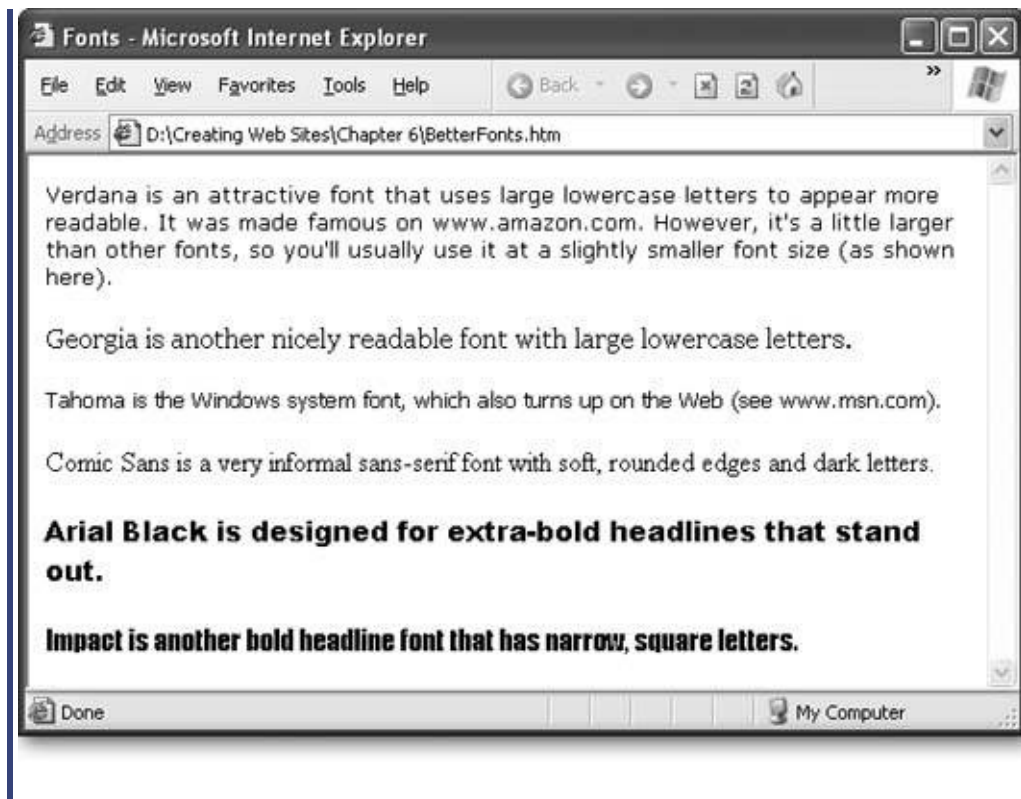 Fonts - Microsoft Internet Explorer
File Edit View Favorites Tools Help Back »
Address D:\Creating Web Sites\Chapter 6\BetterFonts.htm
Verdana is an attractive font that uses large lowercase letters to appear more
readable. It was made famous on www.amazon.com. However, it's a little larger
than other fonts, so you'll usually use it at a slightly smaller font size (as shown
here).
Georgia is another nicely readable font with large lowercase letters.
Tahoma is the Windows system font, which also turns up on the Web (see www.msn.com).
Comic Sans is a very informal sans-serif font with soft, rounded edges and dark letters.
Arial Black is designed for extra-bold headlines that stand
out.
Impact is another bold headline font that has narrow, square letters.
Done My Computer